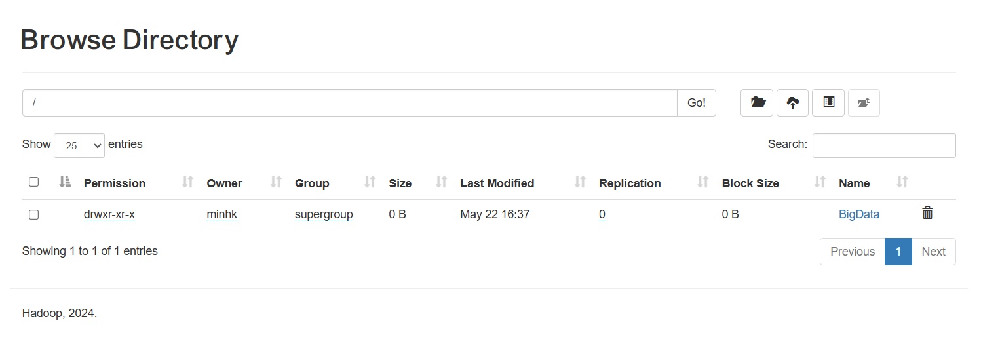 Browse Directory
/ Go!
Show 25 entries Search:
Permission Owner Group Size Last Modified Replication Block Size Name
drwxr-xr-x minhk supergroup 0 B May 22 16:37 0 0 B BigData
Showing 1 to 1 of 1 entries Previous 1 Next
Hadoop, 2024.